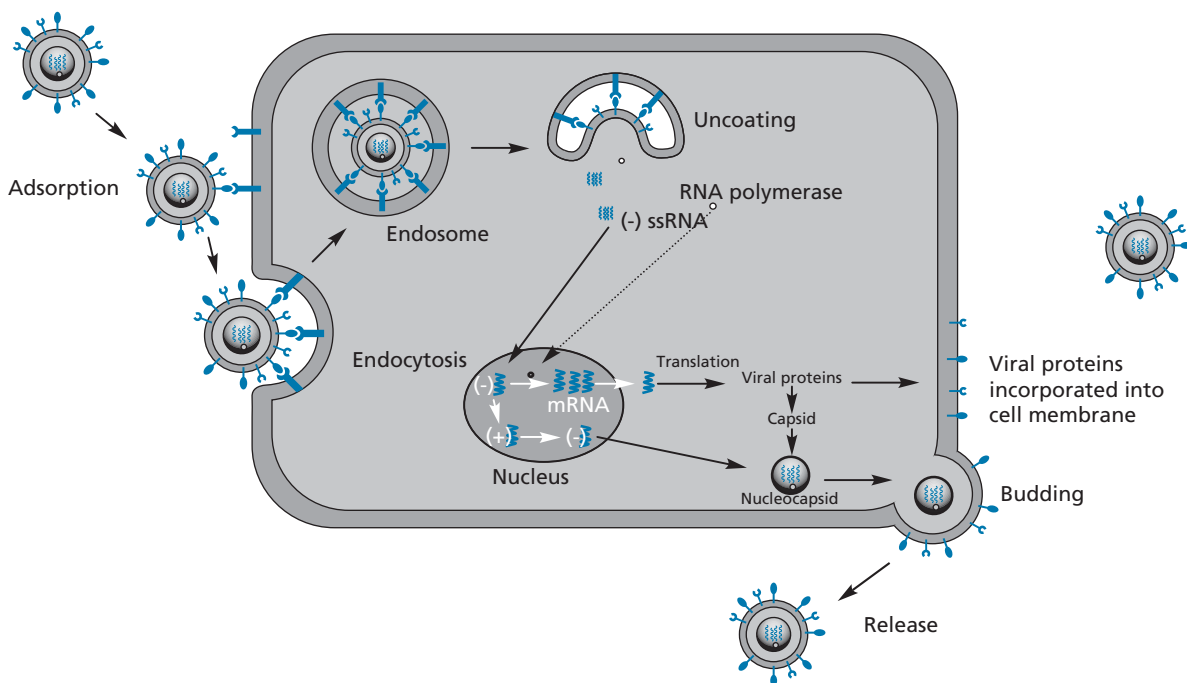 Adsorption
Endosome
Uncoating
RNA polymerase
(-) ssRNA
Endocytosis
(-)
mRNA
(+)
(-)
Nucleus
Translation
Viral proteins
Capsid
Nucleocapsid
Viral proteins
incorporated into
cell membrane
Budding
Release